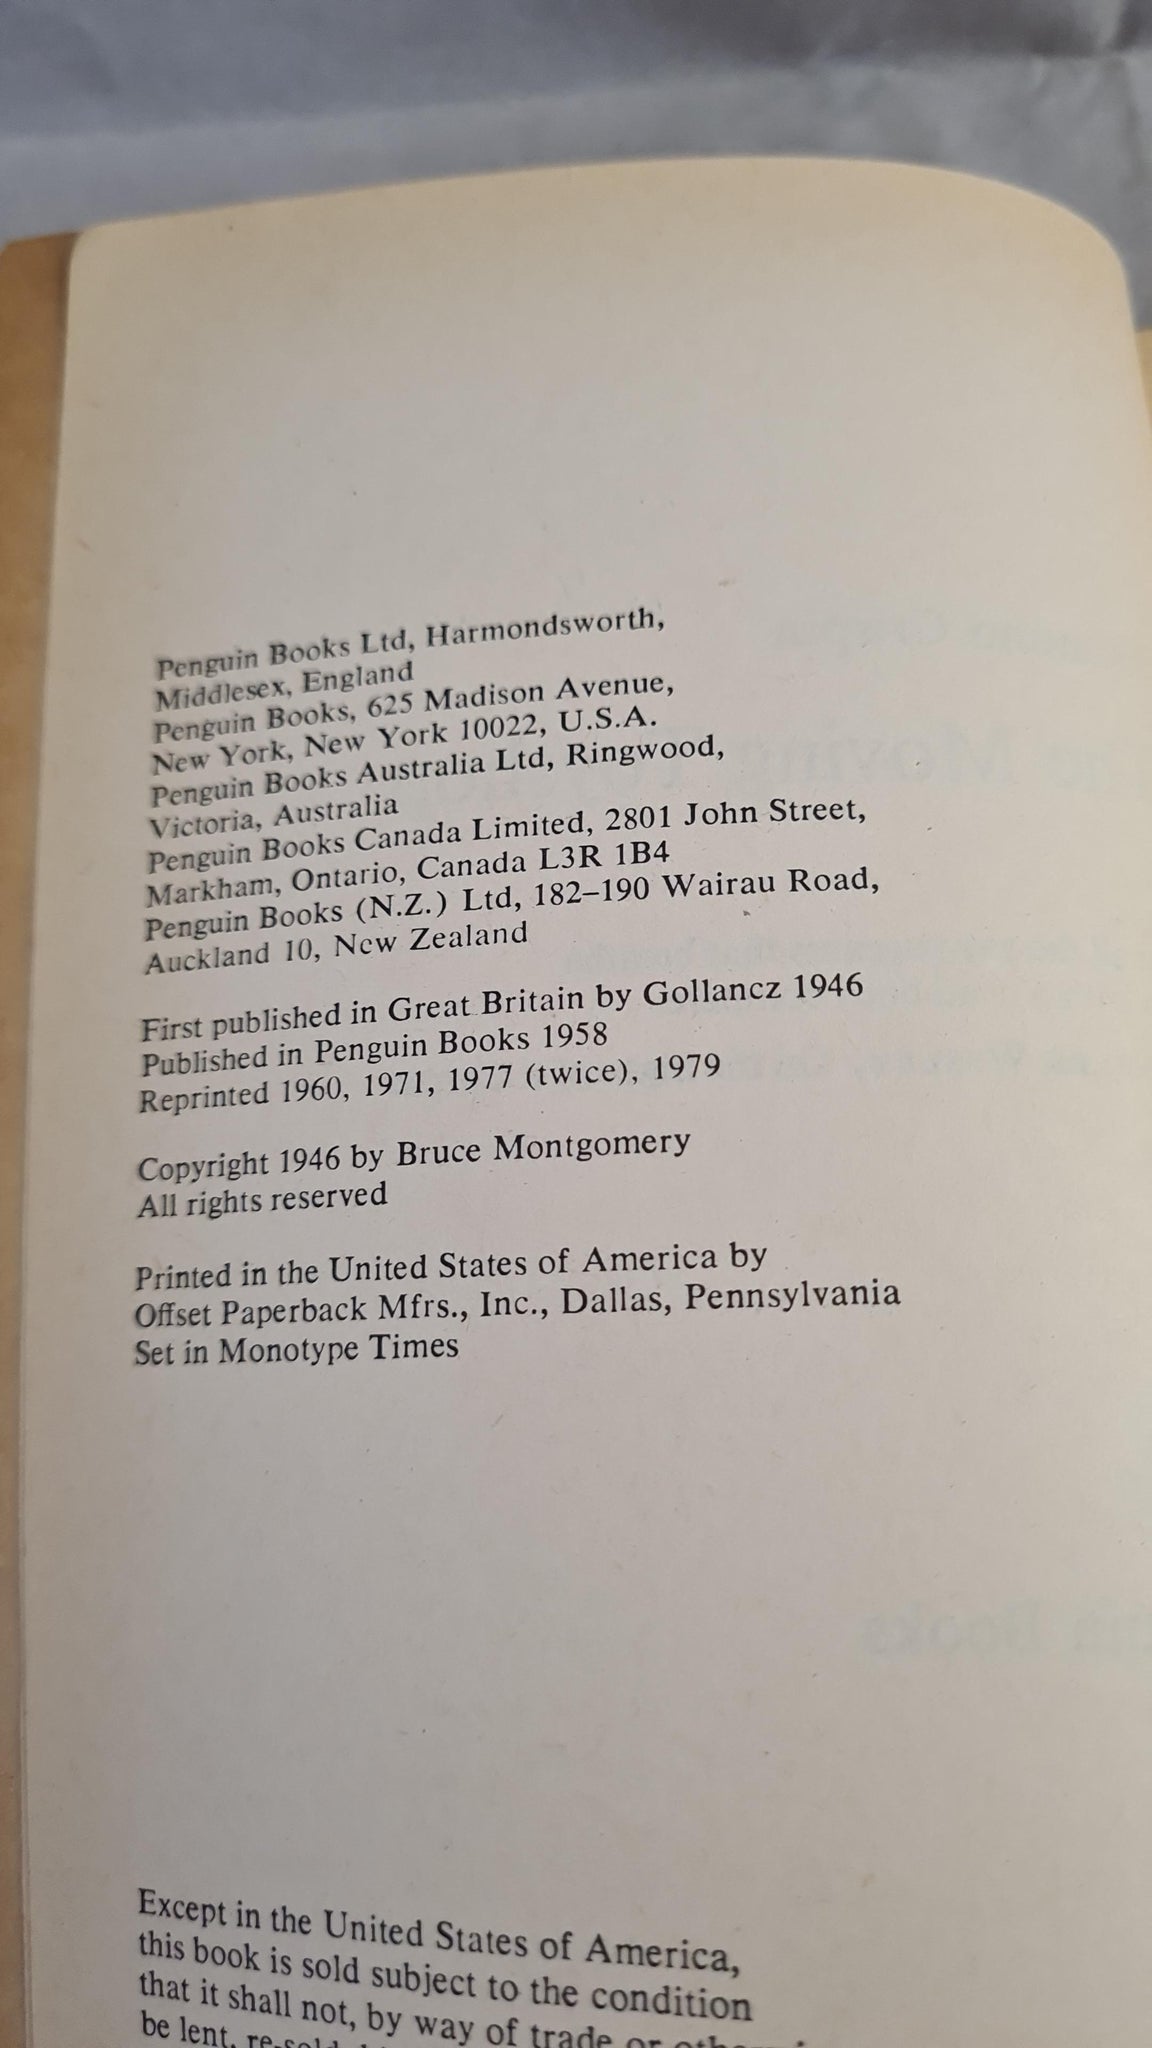 Penguin Books Ltd, Harmondsworth,
Middlesex, England
Penguin Books, 625 Madison Avenue,
New York, New York 10022, U.S.A.
Penguin Books Australia Ltd, Ringwood,
Victoria, Australia
Penguin Books Canada Limited, 2801 John Street,
Markham, Ontario, Canada L3R 1B4
Penguin Books (N.Z.) Ltd, 182–190 Wairau Road,
Auckland 10, New Zealand
First published in Great Britain by Gollancz 1946
Published in Penguin Books 1958
Reprinted 1960, 1971, 1977 (twice), 1979
Copyright 1946 by Bruce Montgomery
All rights reserved
Printed in the United States of America by
Offset Paperback Mfrs., Inc., Dallas, Pennsylvania
Set in Monotype Times
Except in the United States of America,
this book is sold subject to the condition
that it shall not, by way of trade or
be lent,